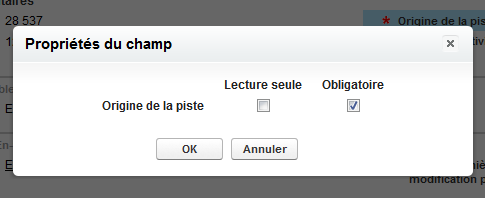 taires
28 537
* Origine de la pis
Propriétés du champ
Lecture seule Obligatoire
Origine de la piste
OK Annuler
modification p